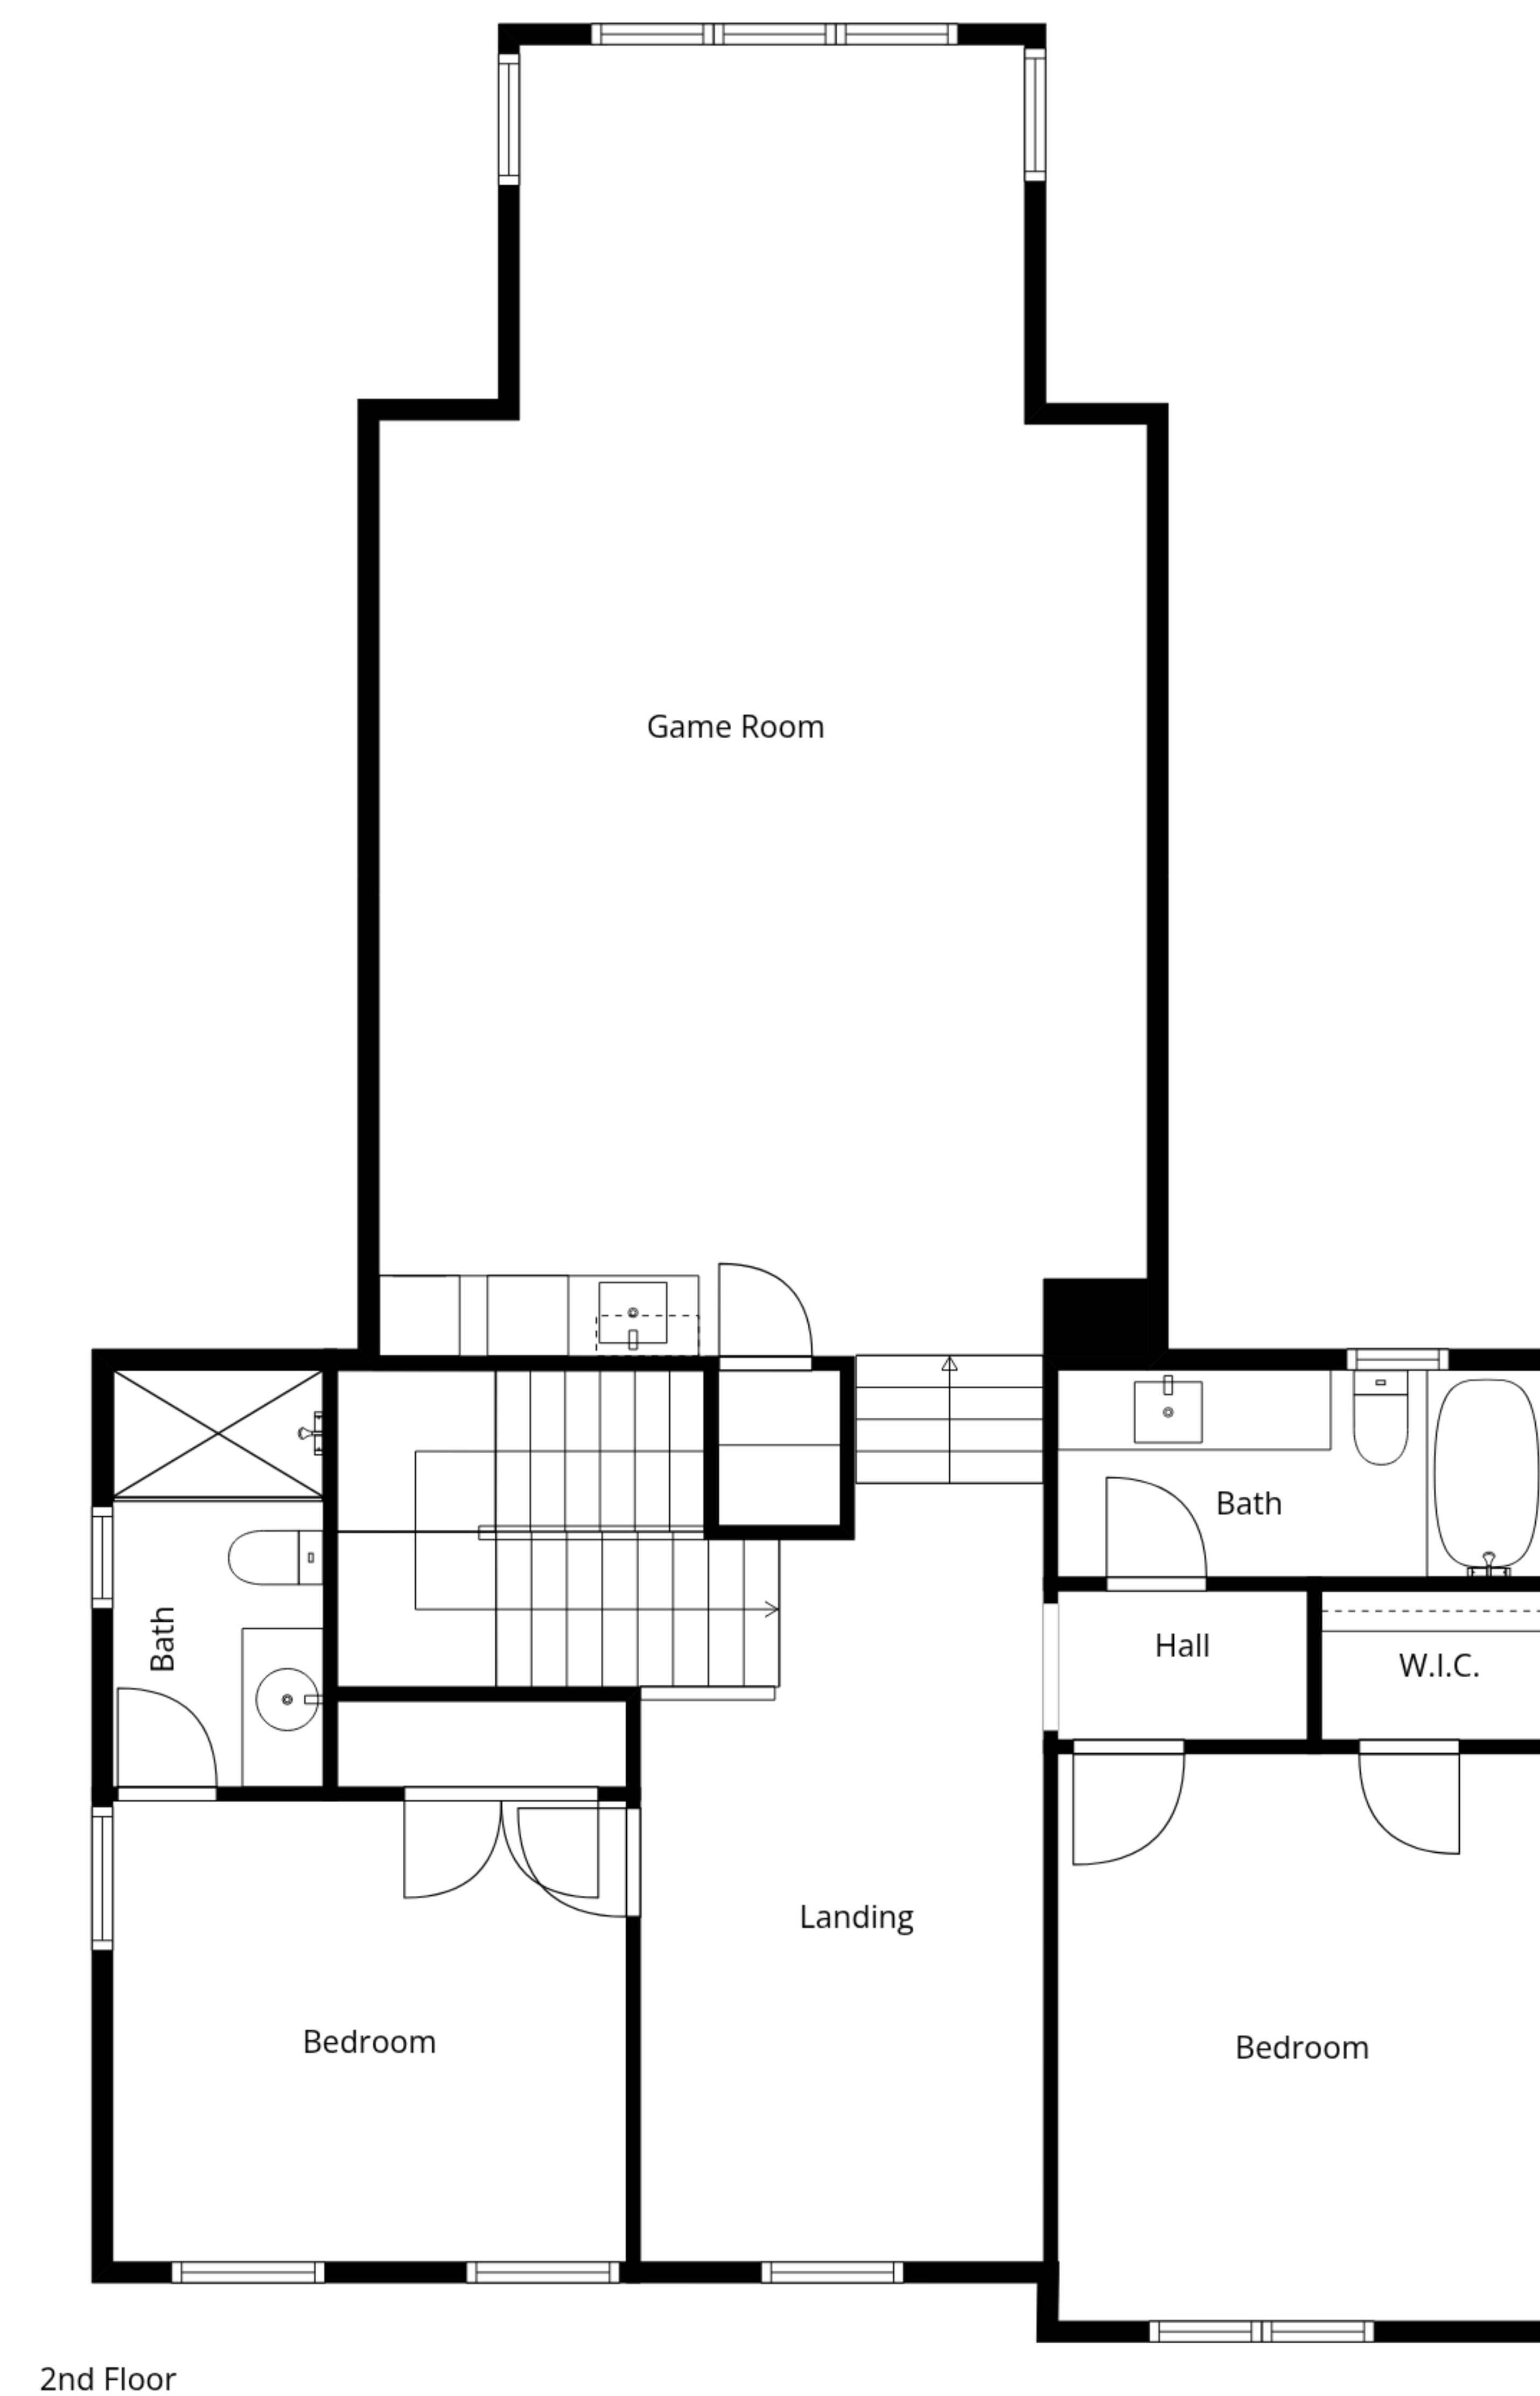 Game Room
Bath
Bath
Hall
W.I.C.
Landing
Bedroom
Bedroom
2nd Floor